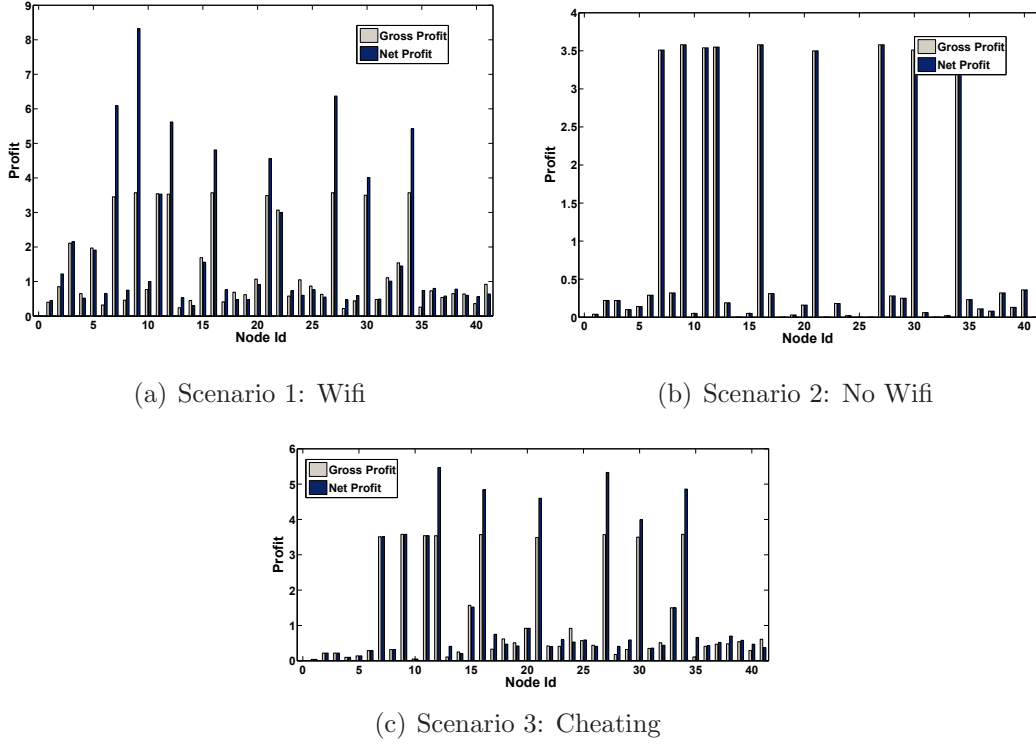 9
8
7
6
5
4
3
2
1
0
Profit
Gross Profit
Net Profit
0 5 10 15 20 25 30 35 40
Node Id
(a) Scenario 1: Wifi
4
3.5
3
2.5
2
1.5
1
0.5
0
Profit
Gross Profit
Net Profit
0 5 10 15 20 25 30 35 40
Node Id
(b) Scenario 2: No Wifi
6
5
4
3
2
1
0
Profit
Gross Profit
Net Profit
0 5 10 15 20 25 30 35 40
Node Id
(c) Scenario 3: Cheating